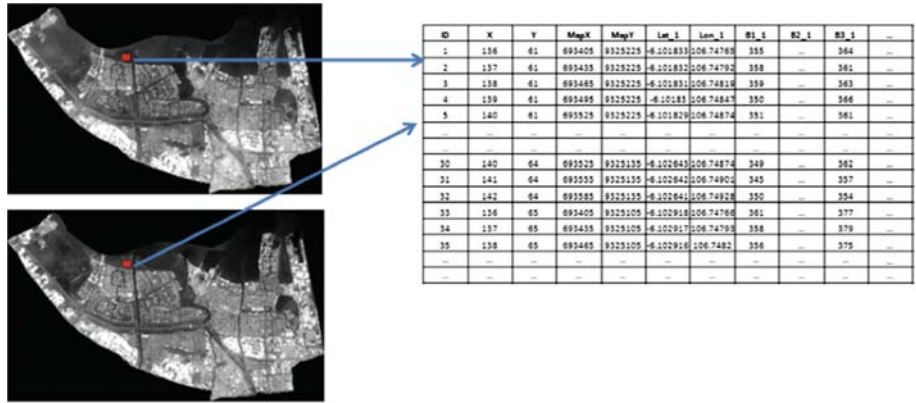 ID X Y MapX MapY Lat_1 Lon_1 B1_1 B2_1 B3_1 ...
1 136 61 693405 9325225 -6.101833 106.74765 355 ... 364 ...
2 137 61 693435 9325225 -6.101832 106.74792 358 ... 361 ...
3 138 61 693465 9325225 -6.101831 106.74819 359 ... 363 ...
4 139 61 693495 9325225 -6.10183 106.74847 350 ... 366 ...
5 140 61 693525 9325225 -6.101829 106.74874 351 ... 361 ...
... ... ... ... ... ... ... ... ... ... ...
... ... ... ... ... ... ... ... ... ... ...
30 140 64 693525 9325135 -6.102643 106.74874 349 ... 362 ...
31 141 64 693555 9325135 -6.102642 106.74901 345 ... 357 ...
32 142 64 693585 9325135 -6.102641 106.74928 350 ... 354 ...
33 136 65 693405 9325105 -6.102918 106.74766 361 ... 377 ...
34 137 65 693435 9325105 -6.102917 106.74793 358 ... 379 ...
35 138 65 693465 9325105 -6.102916 106.7482 356 ... 375 ...
... ... ... ... ... ... ... ... ... ... ...
... ... ... ... ... ... ... ... ... ... ...